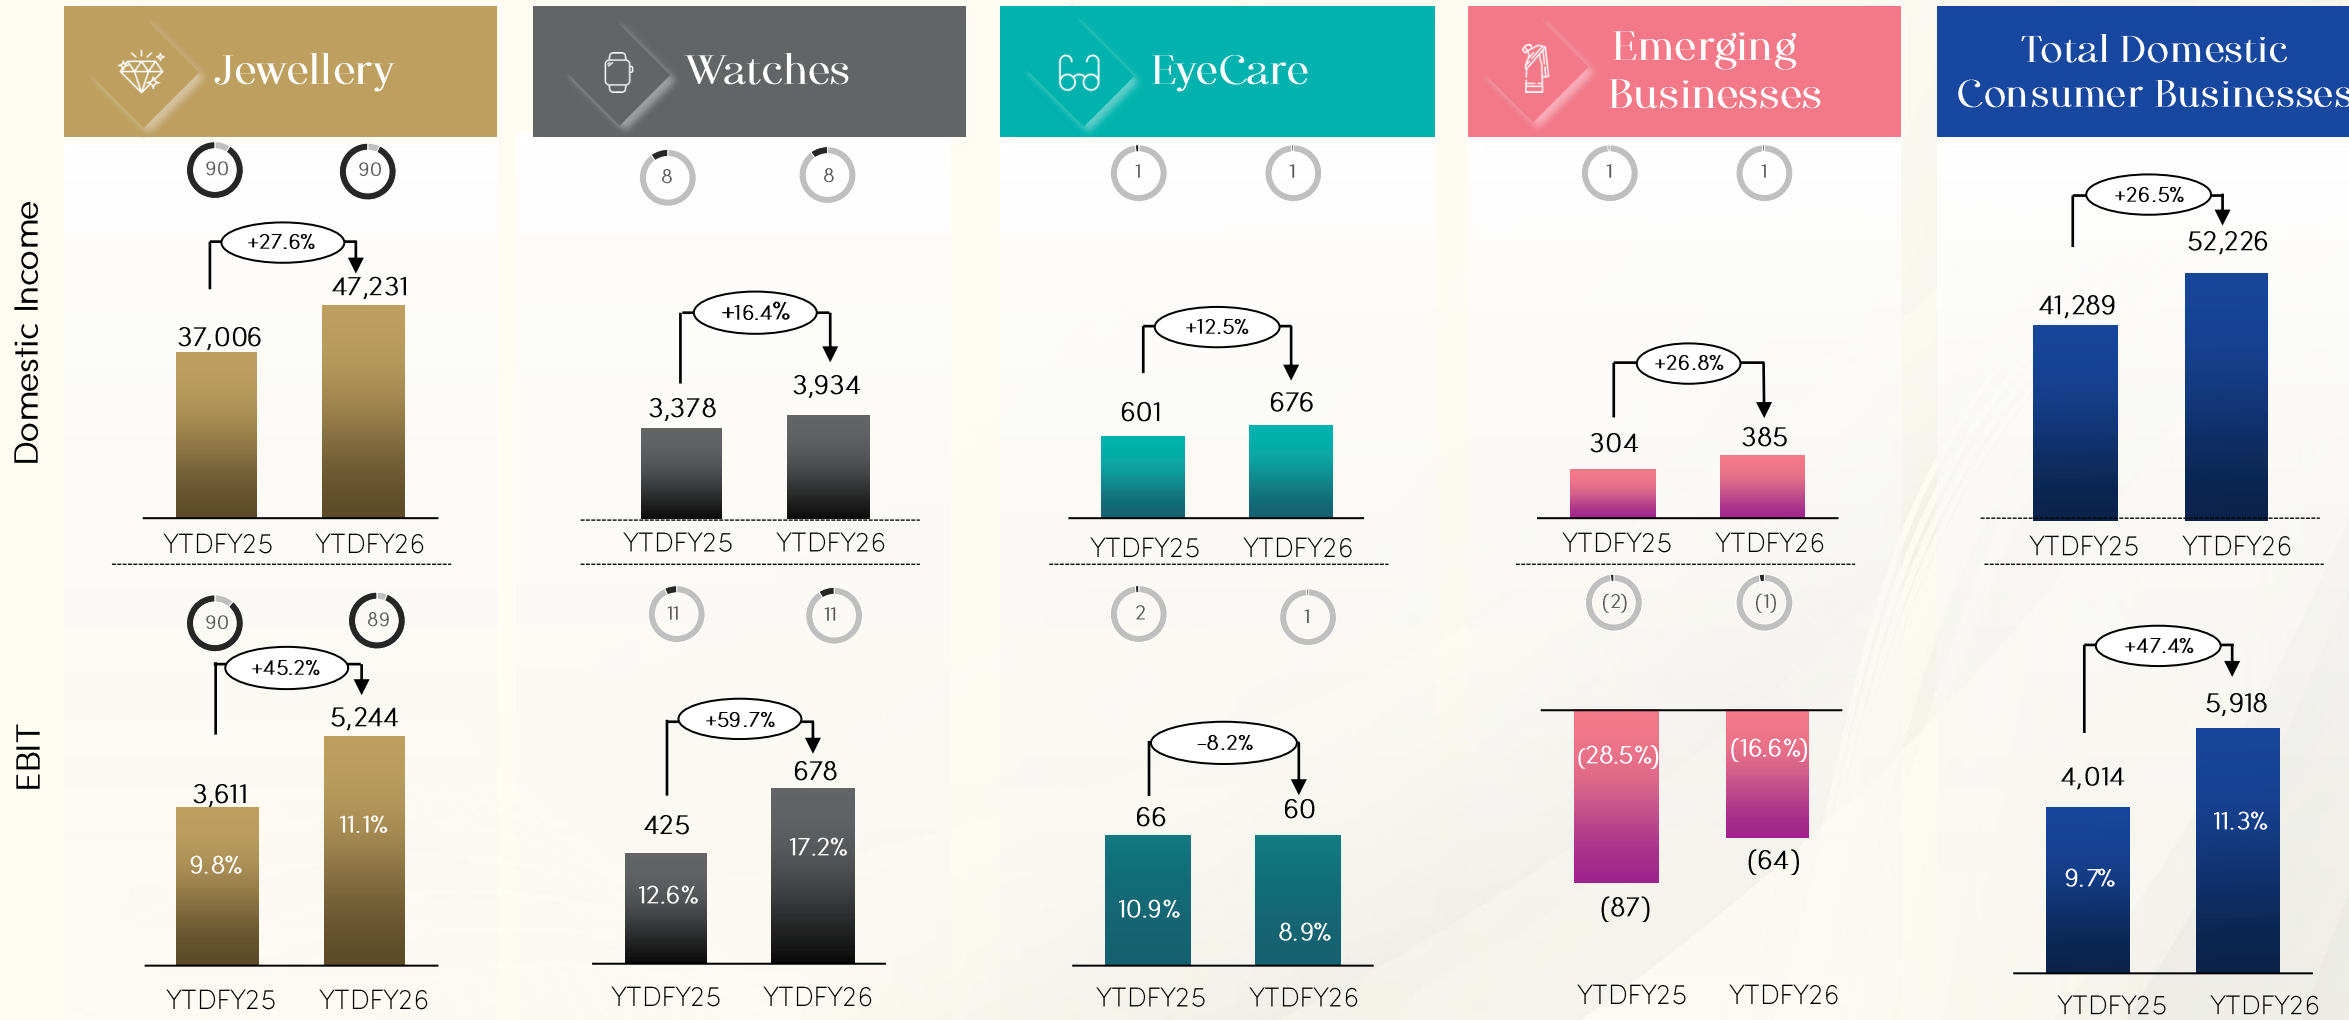 Jewellery
Watches
EyeCare
Emerging
Businesses
Total Domestic
Consumer Businesses
Domestic Income
90
90
+27.6%
37,006
47,231
YTDFY25
YTDFY26
8
8
+16.4%
3,378
3,934
YTDFY25
YTDFY26
1
1
+12.5%
601
676
YTDFY25
YTDFY26
1
1
+26.8%
304
385
YTDFY25
YTDFY26
+26.5%
41,289
52,226
YTDFY25
YTDFY26
EBIT
90
89
+45.2%
3,611
5,244
9.8%
11.1%
YTDFY25
YTDFY26
11
11
+59.7%
425
678
12.6%
17.2%
YTDFY25
YTDFY26
2
1
-8.2%
66
60
10.9%
8.9%
YTDFY25
YTDFY26
(2)
(1)
(28.5%)
(16.6%)
(87)
(64)
YTDFY25
YTDFY26
+47.4%
4,014
5,918
9.7%
11.3%
YTDFY25
YTDFY26